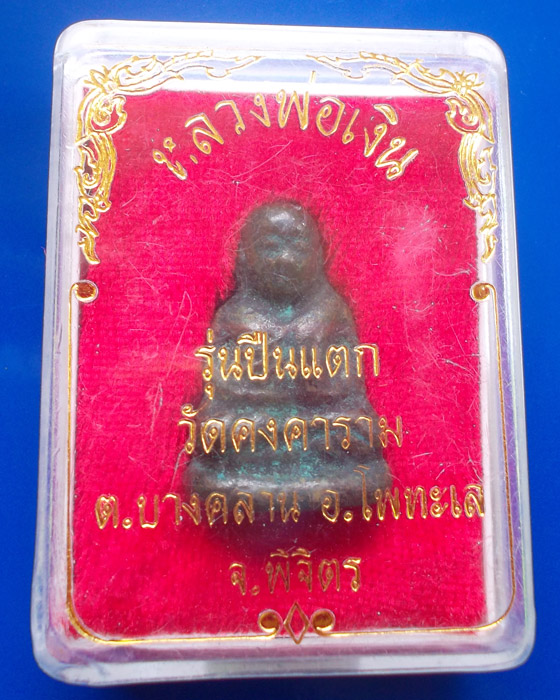 หลวงพ่อเงิน
รุ่นปืนแตก
วัดคงคาราม
ต.บางคลาน อ.โพทะเล
จ.พิจิตร